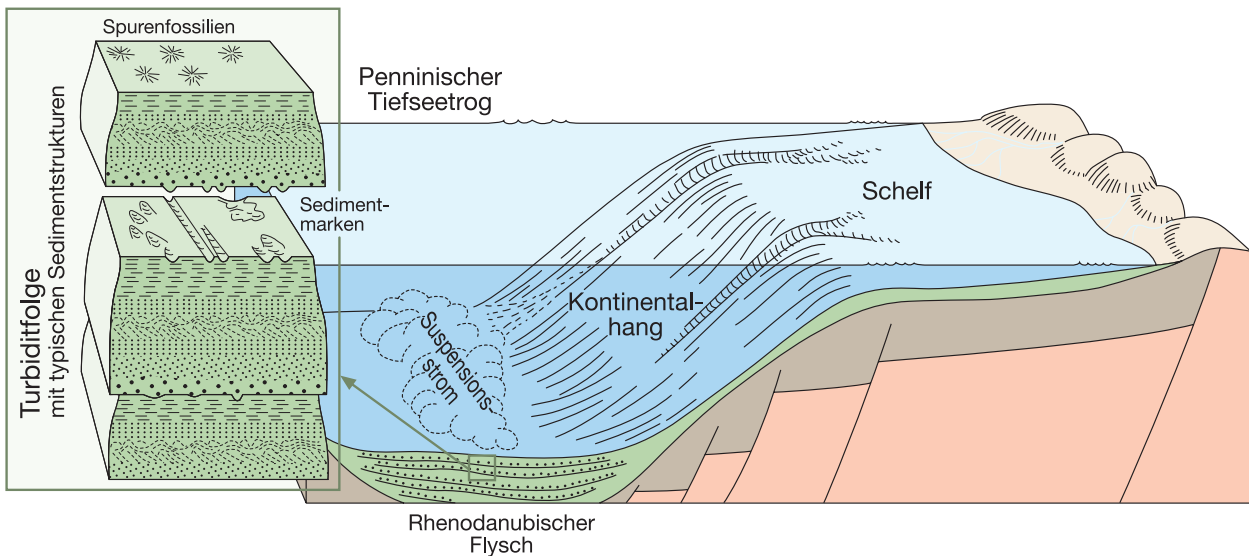 Spurenfossilien
Turbiditfolge
mit typischen Sedimentstrukturen
Sediment-
marken
Penninischer
Tiefseetrog
Schelf
Kontinental-
hang
Suspensions-
strom
Rhenodanubischer
Flysch